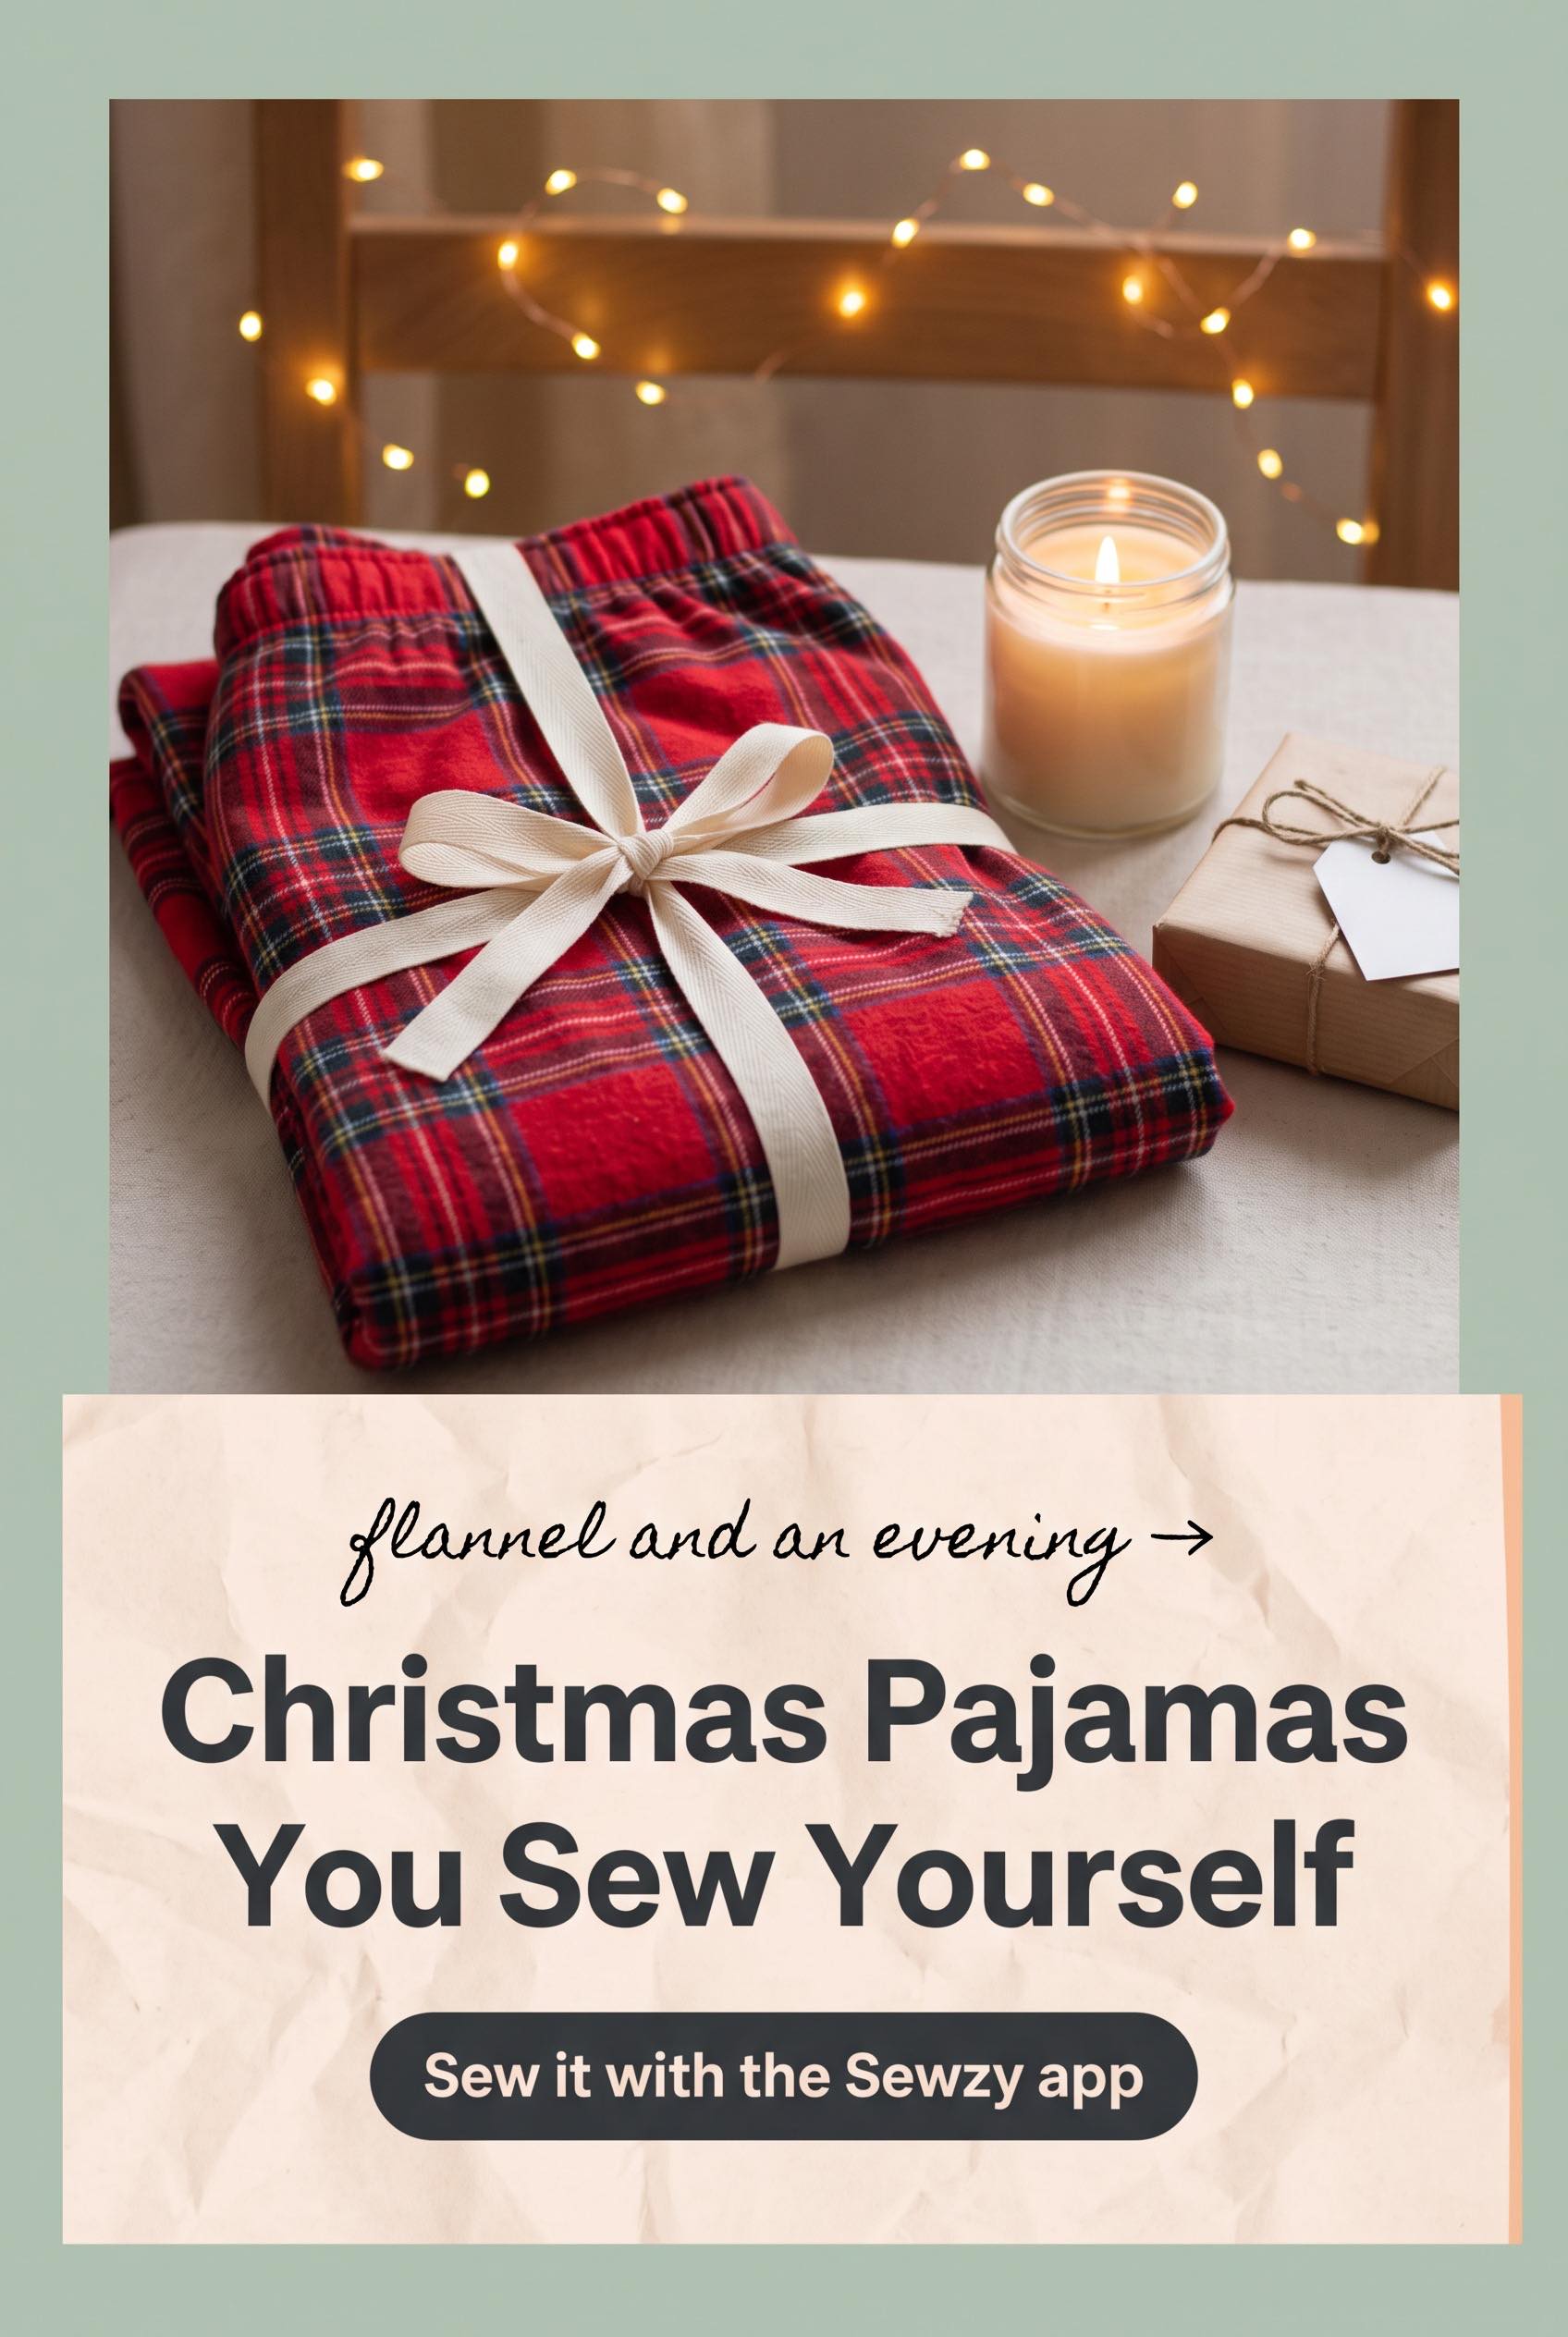 flannel and an evening →
Christmas Pajamas
You Sew Yourself
Sew it with the Sewzy app